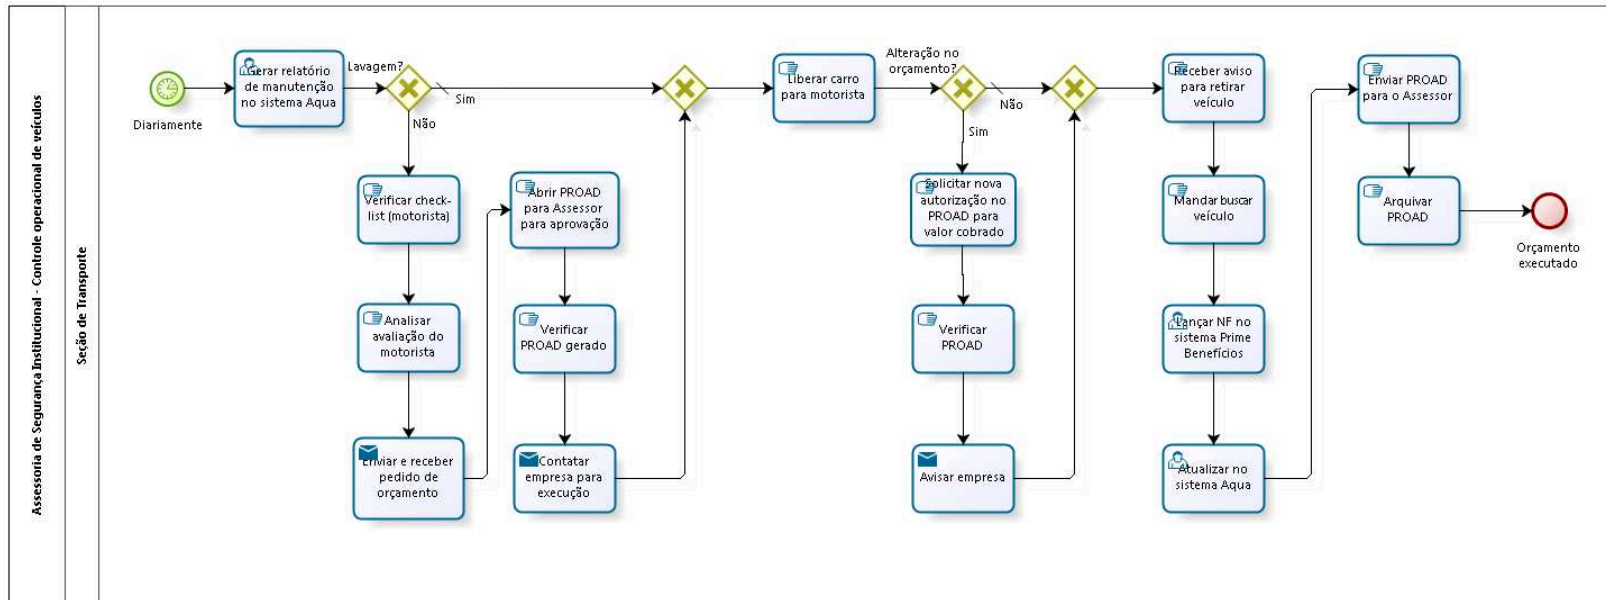 Assessoria de Segurança Institucional - Controle operacional de veículos
Seção de Transporte
Diariamente
Gerar relatório
de manutenção
no sistema Aqua
Lavagem?
Sim
Não
Verificar check-
list (motorista)
Analisar
avaliação do
motorista
Enviar e receber
pedido de
orçamento
Abrir PROAD
para Assessor
para aprovação
Verificar
PROAD gerado
Contatar
empresa para
execução
Liberar carro
para motorista
Alteração no
orçamento?
Não
Sim
Solicitar nova
autorização no
PROAD para
valor cobrado
Verificar
PROAD
Avisar empresa
Receber aviso
para retirar
veículo
Mandar buscar
veículo
Lançar NF no
sistema Prime
Benefícios
Atualizar no
sistema Aqua
Enviar PROAD
para o Assessor
Arquivar
PROAD
Orçamento
executado